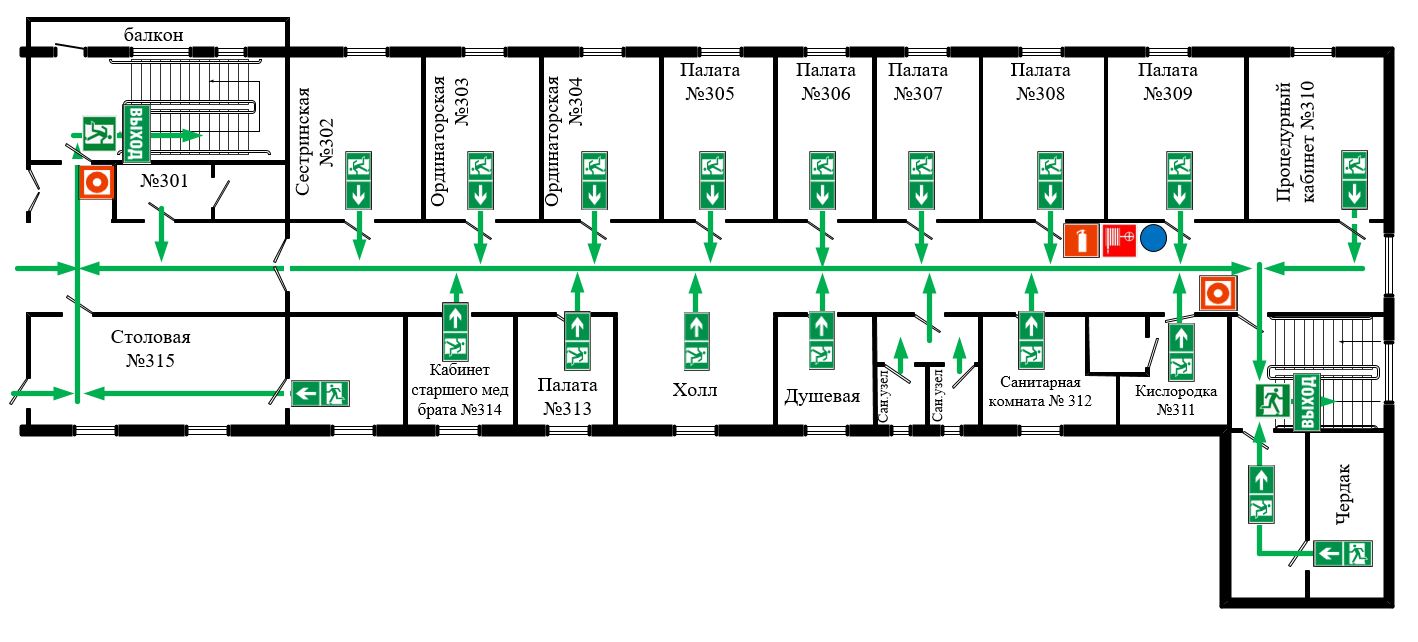 балкон
ВЫХОД
№301
Сестринская
№302
Ординаторская
№303
Ординаторская
№304
Палата
№305
Палата
№306
Палата
№307
Палата
№308
Палата
№309
Процедурный
кабинет №310
Столовая
№315
Кабинет
старшего мед
брата №314
Палата
№313
Холл
Душевая
Сан.узел
Сан.узел
Санитарная
комната № 312
Кислородка
№311
ВЫХОД
Чердак